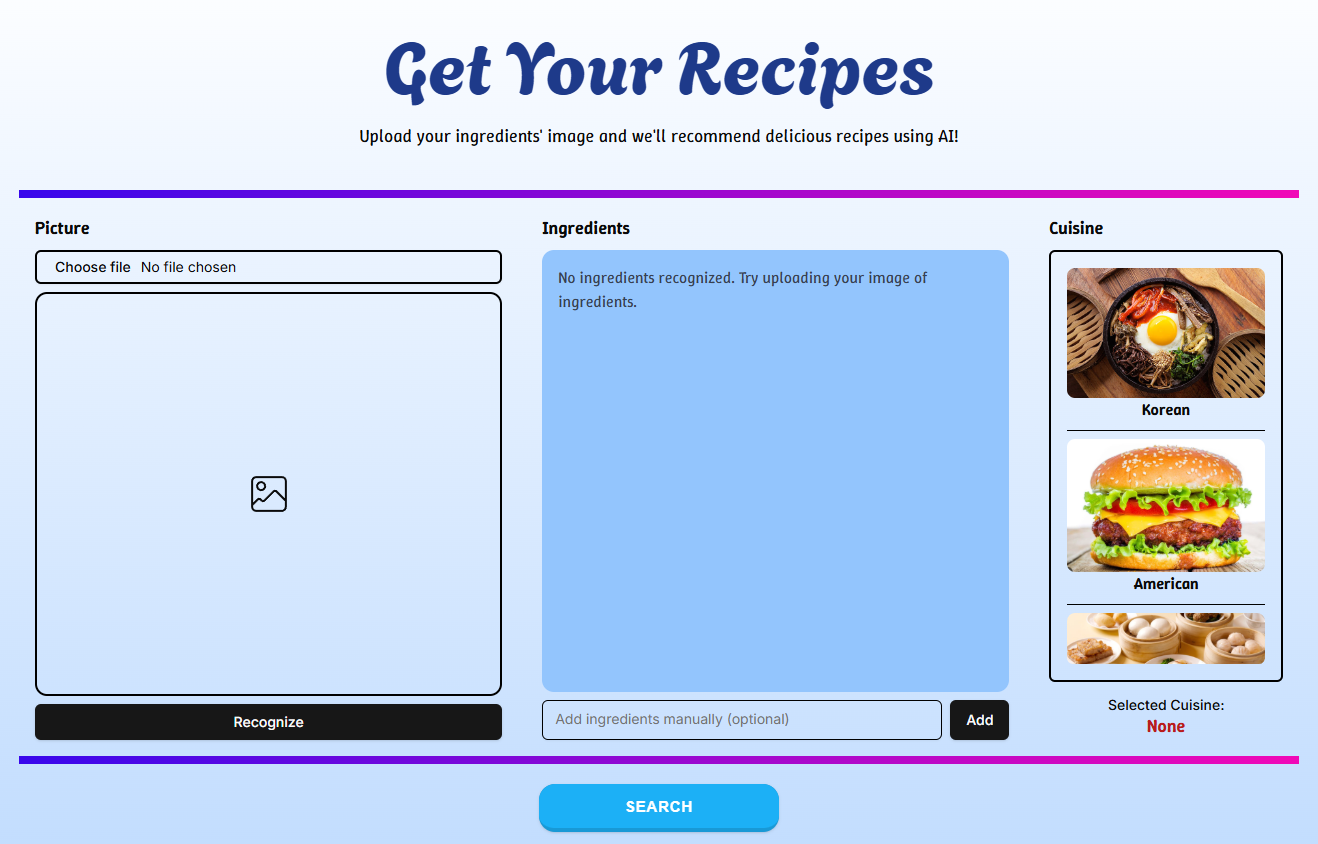 Get Your Recipes
Upload your ingredients' image and we'll recommend delicious recipes using AI!
Picture
Choose file No file chosen
Recognize
Ingredients
No ingredients recognized. Try uploading your image of
ingredients.
Add ingredients manually (optional)
Add
Cuisine
Korean
American
Selected Cuisine:
None
SEARCH